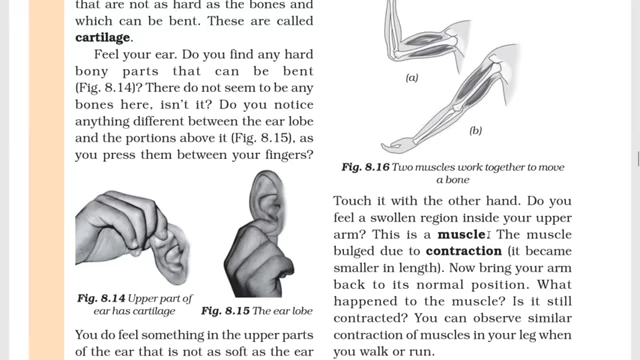 that are not as hard as the bones and
which can be bent. These are called
cartilage.
Feel your ear. Do you find any hard
bony parts that can be bent
(Fig. 8.14)? There do not seem to be any
bones here, isn't it? Do you notice
anything different between the ear lobe
and the portions above it (Fig. 8.15), as
you press them between your fingers?
Fig. 8.14 Upper part of
ear has cartilage
Fig. 8.15 The ear lobe
You do feel something in the upper parts
of the ear that is not as soft as the ear
(a)
(b)
Fig. 8.16 Two muscles work together to move
a bone
Touch it with the other hand. Do you
feel a swollen region inside your upper
arm? This is a muscle. The muscle
bulged due to contraction (it became
smaller in length). Now bring your arm
back to its normal position. What
happened to the muscle? Is it still
contracted? You can observe similar
contraction of muscles in your leg when
you walk or run.